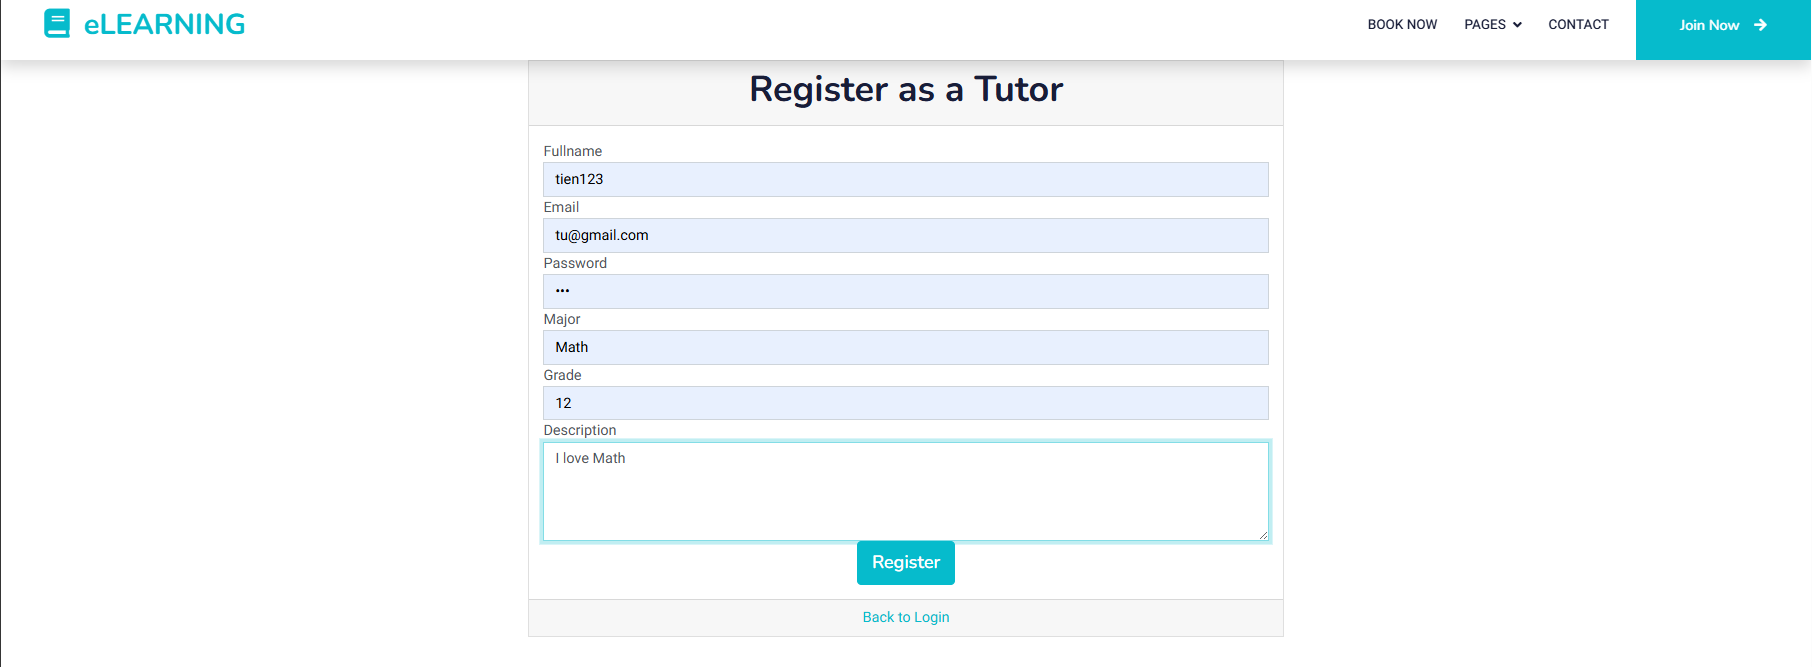 eLEARNING
BOOK NOW PAGES CONTACT Join Now
Register as a Tutor
Fullname
tien123
Email
tu@gmail.com
Password
•••
Major
Math
Grade
12
Description
I love Math
Register
Back to Login